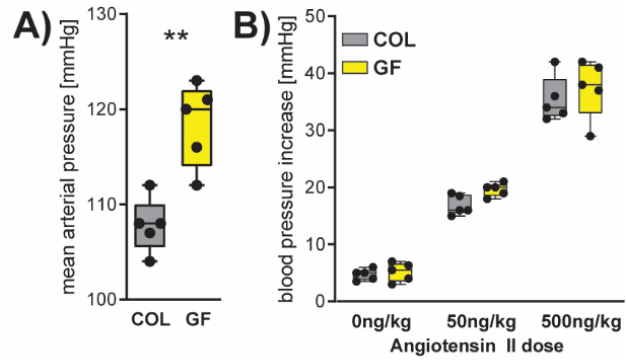 A)
**
mean arterial pressure [mmHg]
130
120
110
100
COL GF
B)
COL
GF
blood pressure increase [mmHg]
50
40
30
20
10
0
0ng/kg 50ng/kg 500ng/kg
Angiotensin II dose